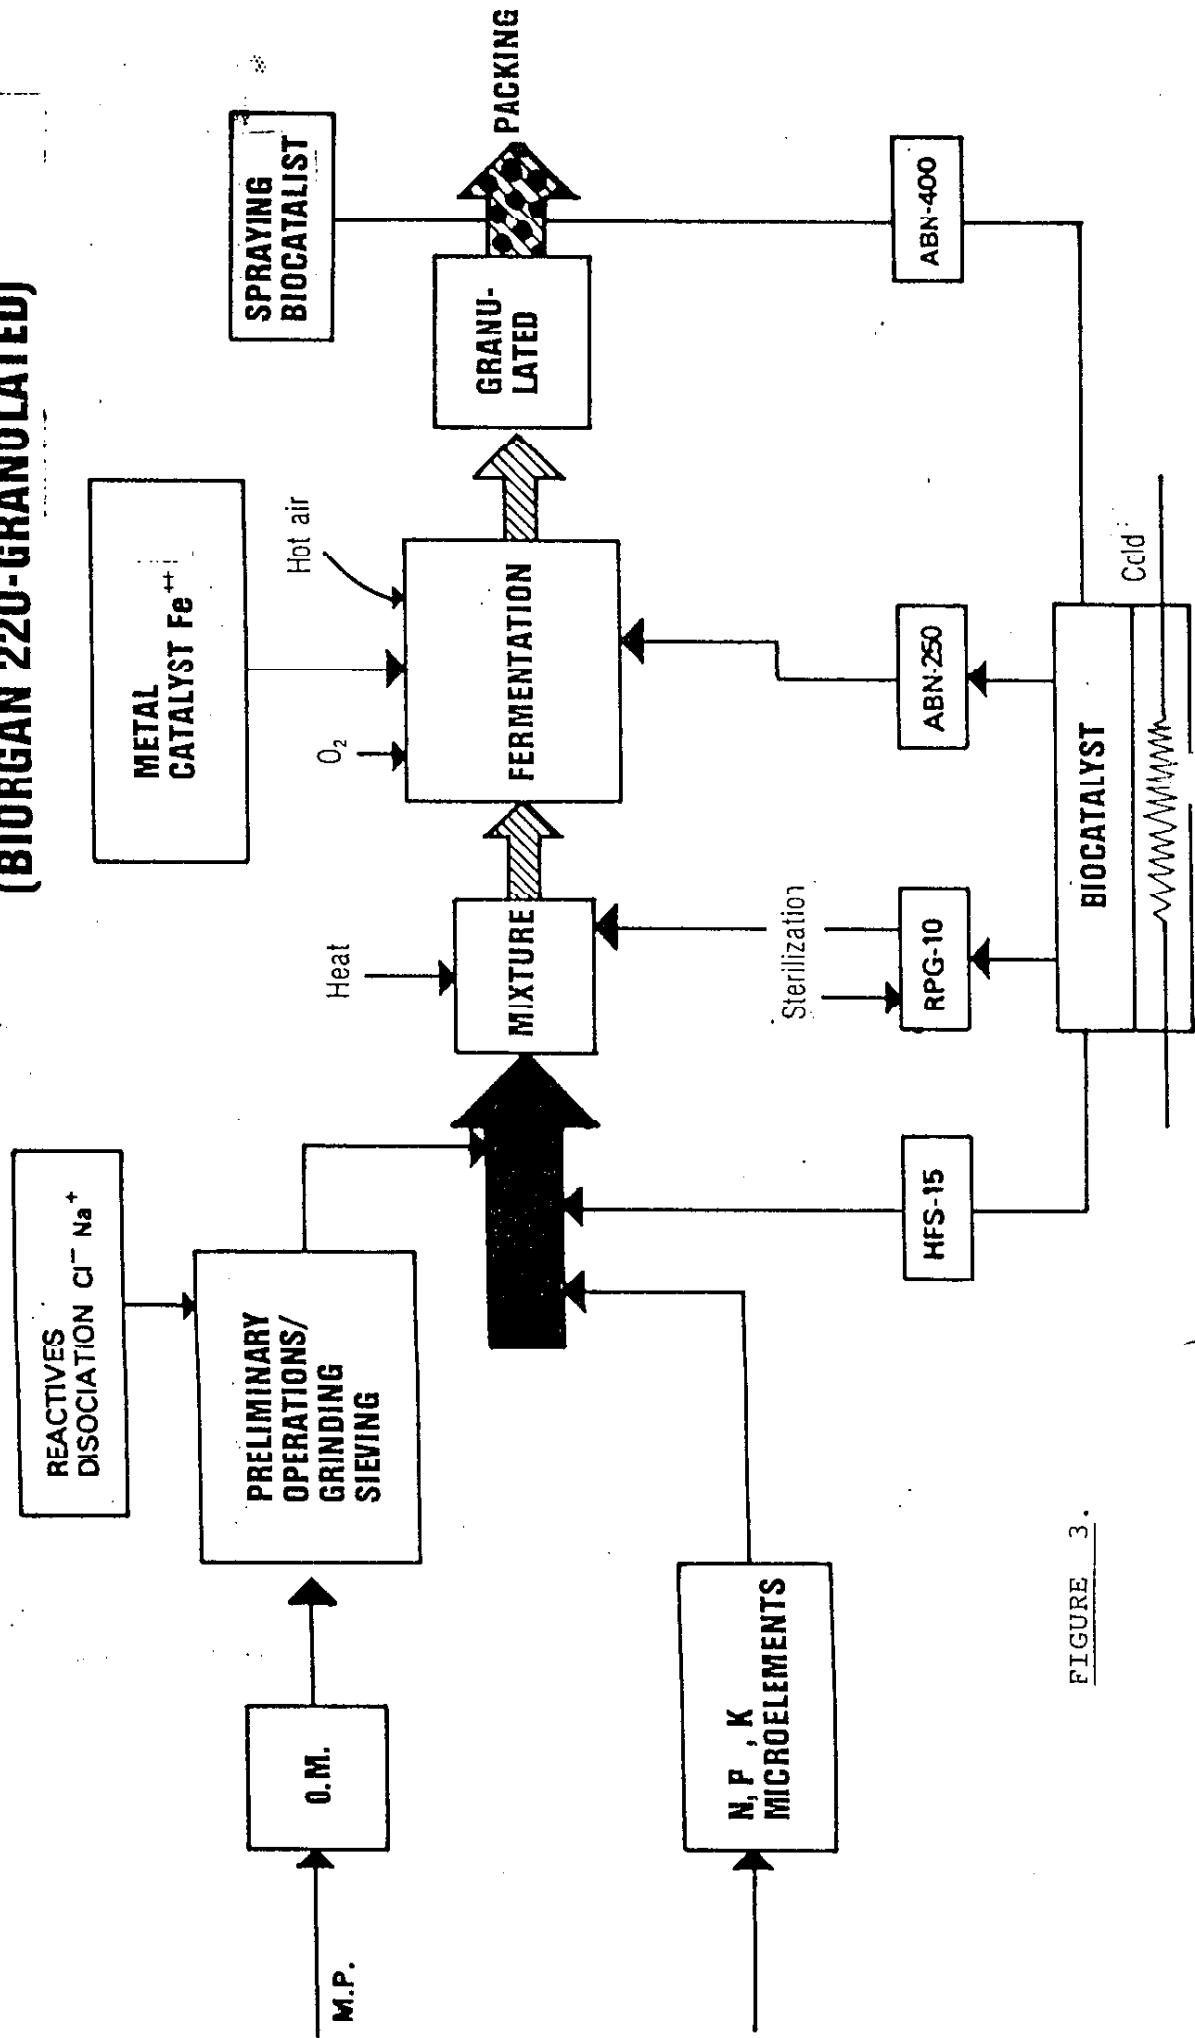 (BIORGAN 220-GRANULATED)
REACTIVES
DISOCIATION Cl⁻ Na⁺
METAL
CATALYST Fe⁺⁺
SPRAYING
BIOCATALIST
M.P.
O.M.
PRELIMINARY
OPERATIONS/
GRINDING
SIEVING
Heat
O₂
Hot air
MIXTURE
FERMENTATION
GRANU-
LATED
PACKING
N, P , K
MICROELEMENTS
Sterilization
HFS-15
RPG-10
ABN-250
ABN-400
BIOCATALYST
Cold
FIGURE 3.